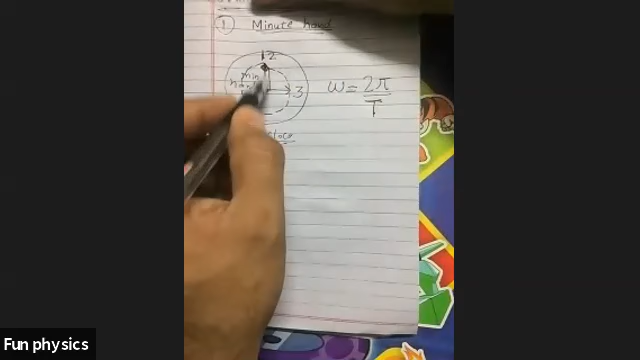 ① Minute hand
12
min
3
ω = 2π
T
Fun physics